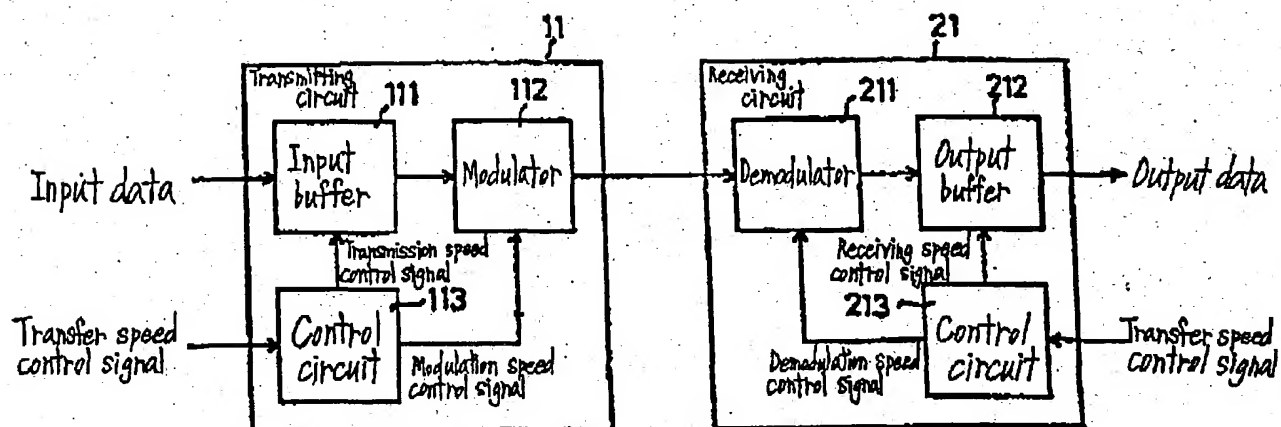 11
21
Transmitting
circuit
111
112
Receiving
circuit
211
212
Input data
Input
buffer
Modulator
Demodulator
Output
buffer
Output data
Transmission speed
control signal
Receiving speed
control signal
113
213
Transfer speed
control signal
Control
circuit
Modulation speed
control signal
Demodulation speed
control signal
Control
circuit
Transfer speed
control signal